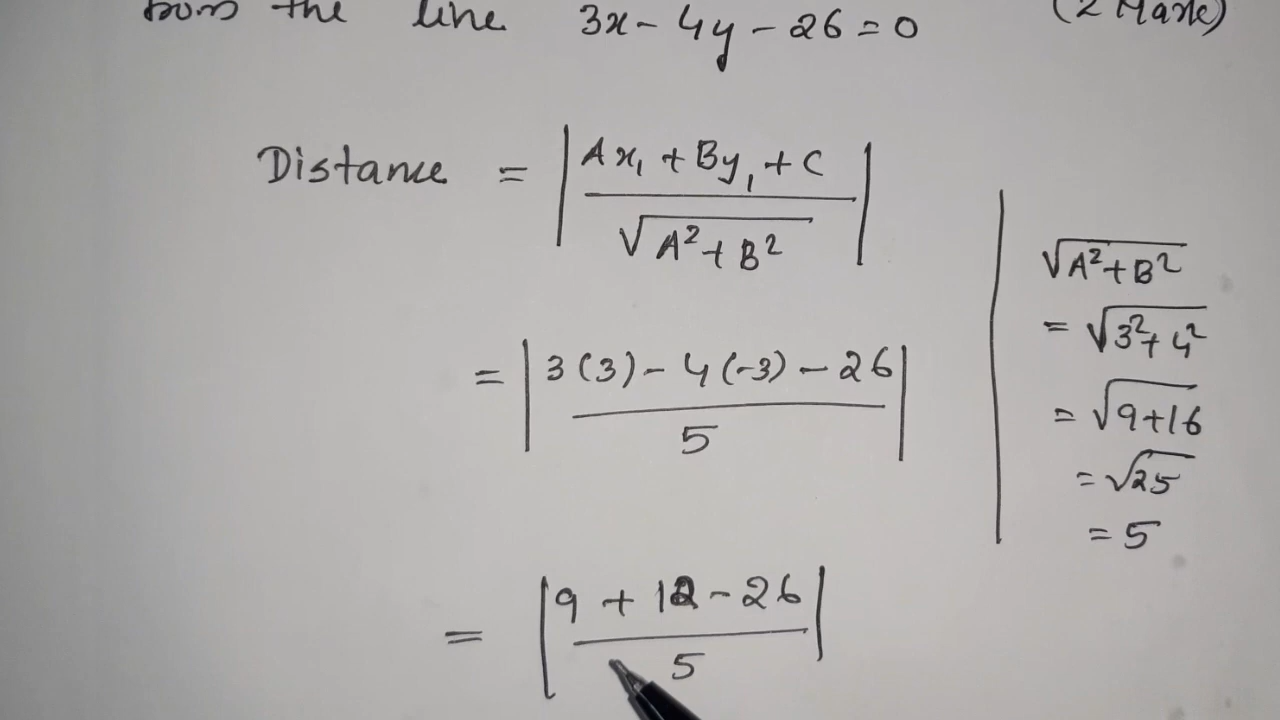 from the line 3x - 4y - 26 = 0 (2 Mark)
Distance = | Ax₁ + By₁ + C / √A² + B² |
= | 3(3) - 4(-3) - 26 / 5 |
= | 9 + 12 - 26 / 5 |
√A² + B²
= √3² + 4²
= √9 + 16
= √25
= 5